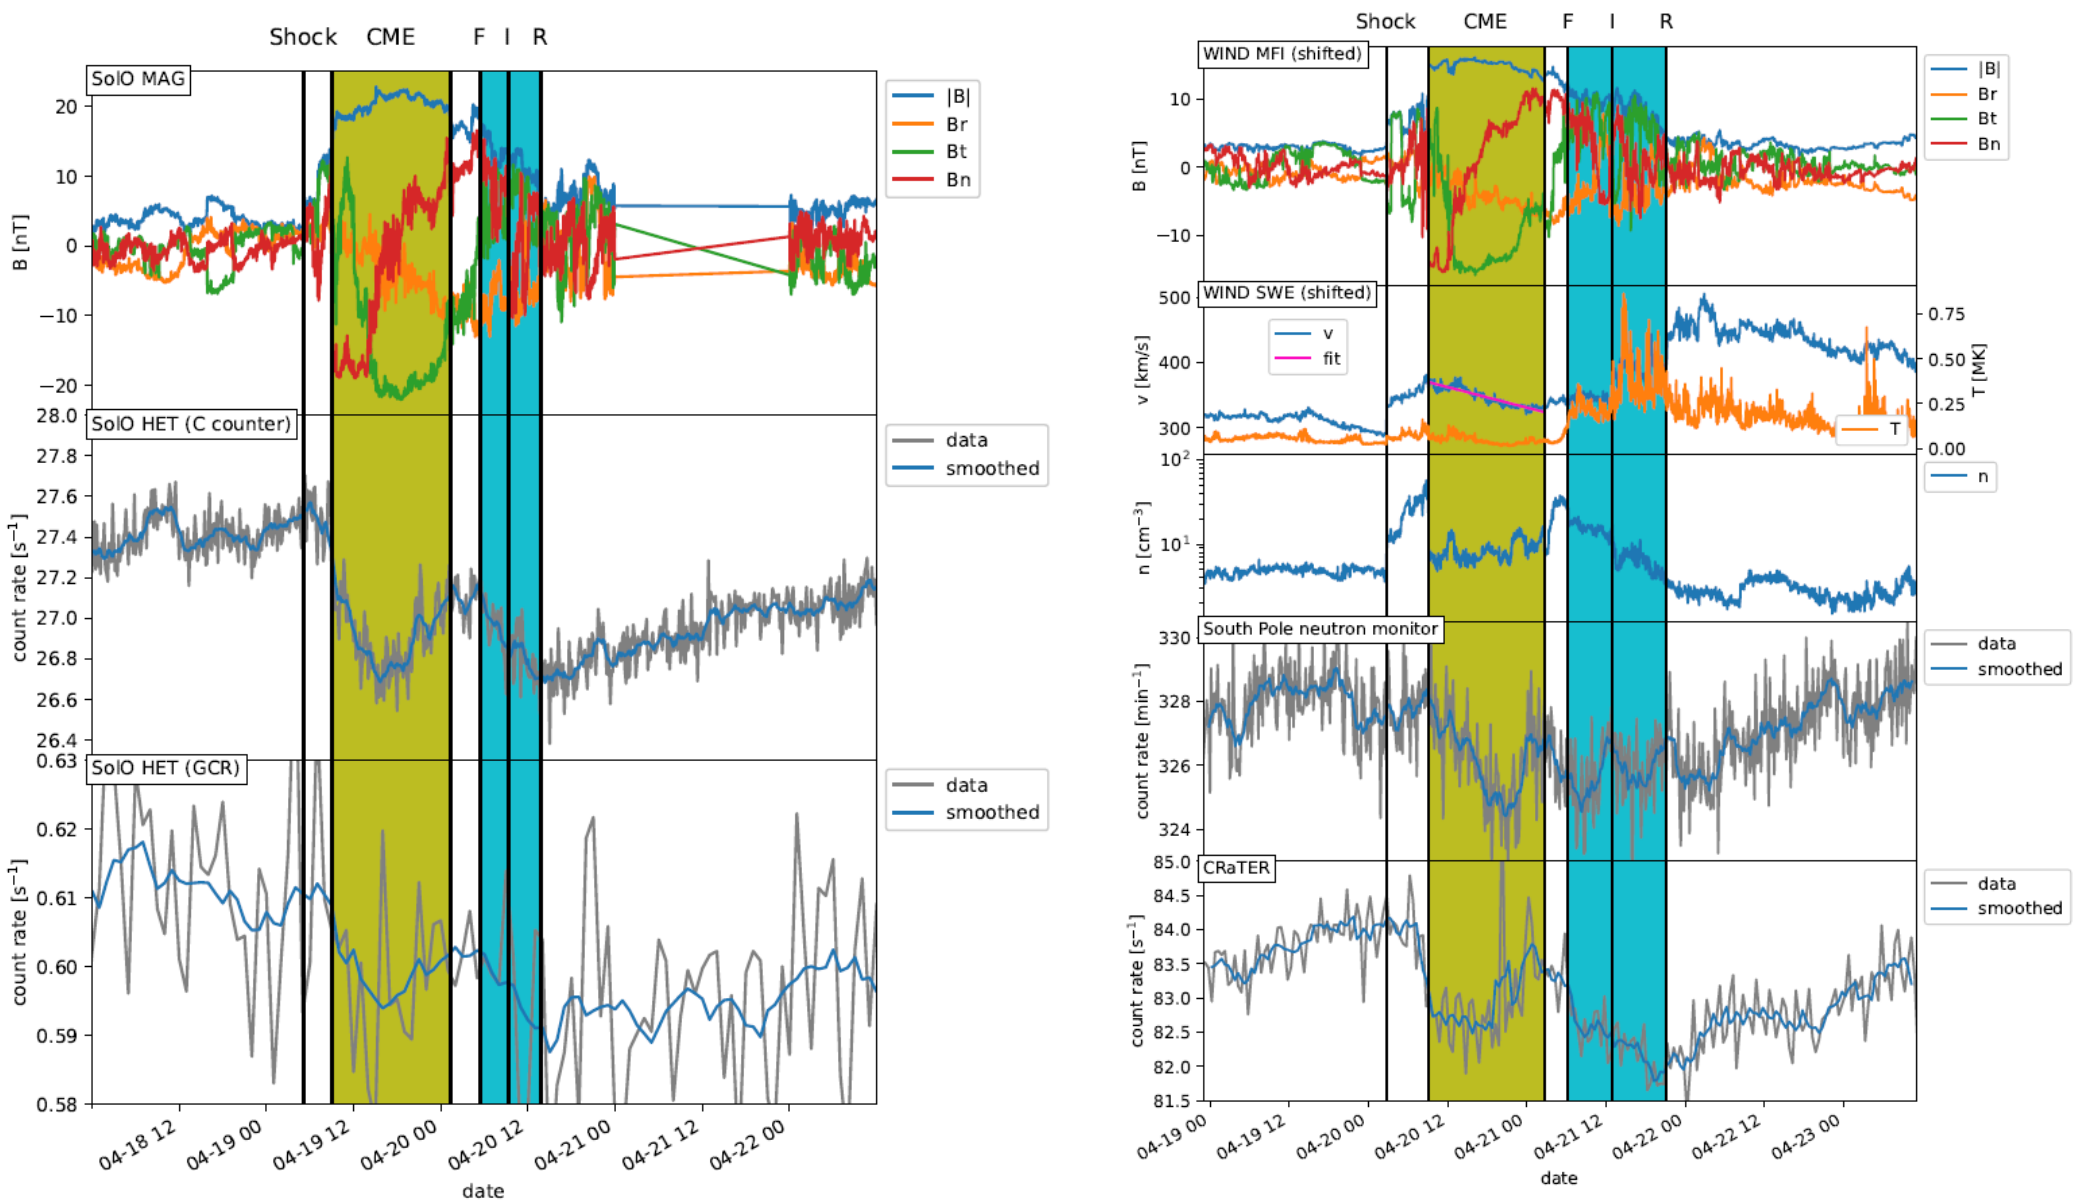 Shock CME F I R
SolO MAG
B [nT]
20
10
0
−10
−20
|B|
Br
Bt
Bn
SolO HET (C counter)
count rate [s⁻¹]
28.0
27.8
27.6
27.4
27.2
27.0
26.8
26.6
26.4
data
smoothed
SolO HET (GCR)
count rate [s⁻¹]
0.63
0.62
0.61
0.60
0.59
0.58
data
smoothed
04-18 12
04-19 00
04-19 12
04-20 00
04-20 12
04-21 00
04-21 12
04-22 00
date
Shock CME F I R
WIND MFI (shifted)
B [nT]
10
0
−10
|B|
Br
Bt
Bn
WIND SWE (shifted)
v [km/s]
500
400
300
v
fit
T
T [MK]
0.75
0.50
0.25
0.00
n [cm⁻³]
10²
10¹
n
South Pole neutron monitor
count rate [min⁻¹]
330
328
326
324
data
smoothed
CRaTER
count rate [s⁻¹]
85.0
84.5
84.0
83.5
83.0
82.5
82.0
81.5
data
smoothed
04-19 00
04-19 12
04-20 00
04-20 12
04-21 00
04-21 12
04-22 00
04-22 12
04-23 00
date